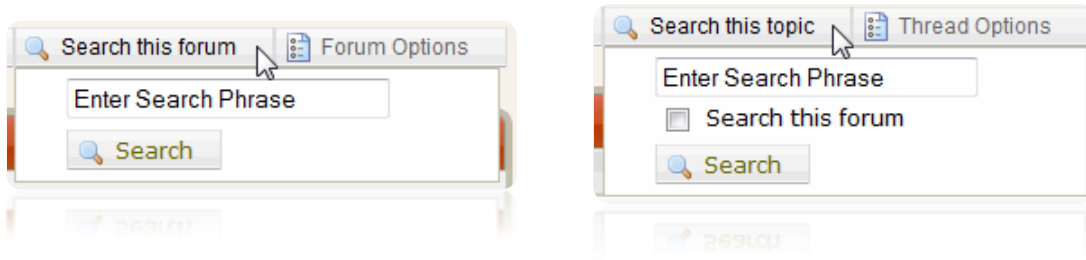 Search this forum Forum Options
Enter Search Phrase
Search
Search this topic Thread Options
Enter Search Phrase
Search this forum
Search